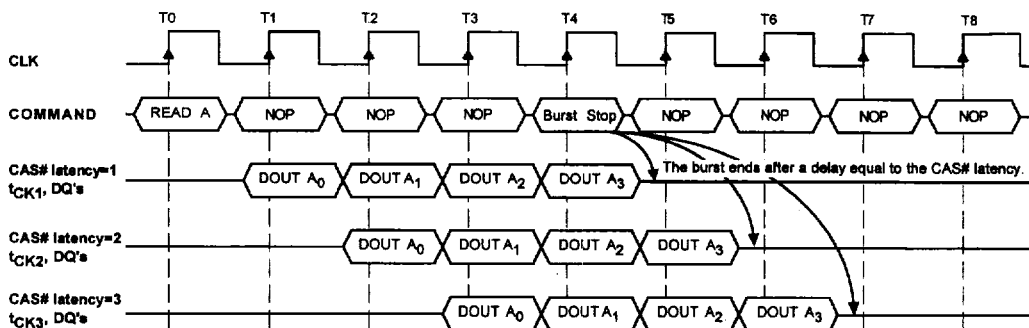 T0 T1 T2 T3 T4 T5 T6 T7 T8
CLK
COMMAND READ A NOP NOP NOP Burst Stop NOP NOP NOP NOP
CAS# latency=1
tCK1, DQ's DOUT A0 DOUT A1 DOUT A2 DOUT A3 The burst ends after a delay equal to the CAS# latency.
CAS# latency=2
tCK2, DQ's DOUT A0 DOUT A1 DOUT A2 DOUT A3
CAS# latency=3
tCK3, DQ's DOUT A0 DOUT A1 DOUT A2 DOUT A3